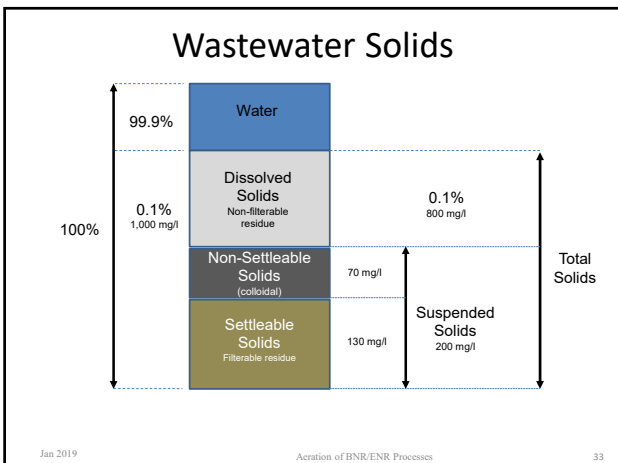 Wastewater Solids
Water
99.9%
Dissolved
Solids
Non-filterable
residue
0.1%
1,000 mg/l
0.1%
800 mg/l
100%
Non-Settleable
Solids
(colloidal)
70 mg/l
Total
Solids
Suspended
Solids
200 mg/l
Settleable
Solids
Filterable residue
130 mg/l
Jan 2019
Aeration of BNR/ENR Processes
33